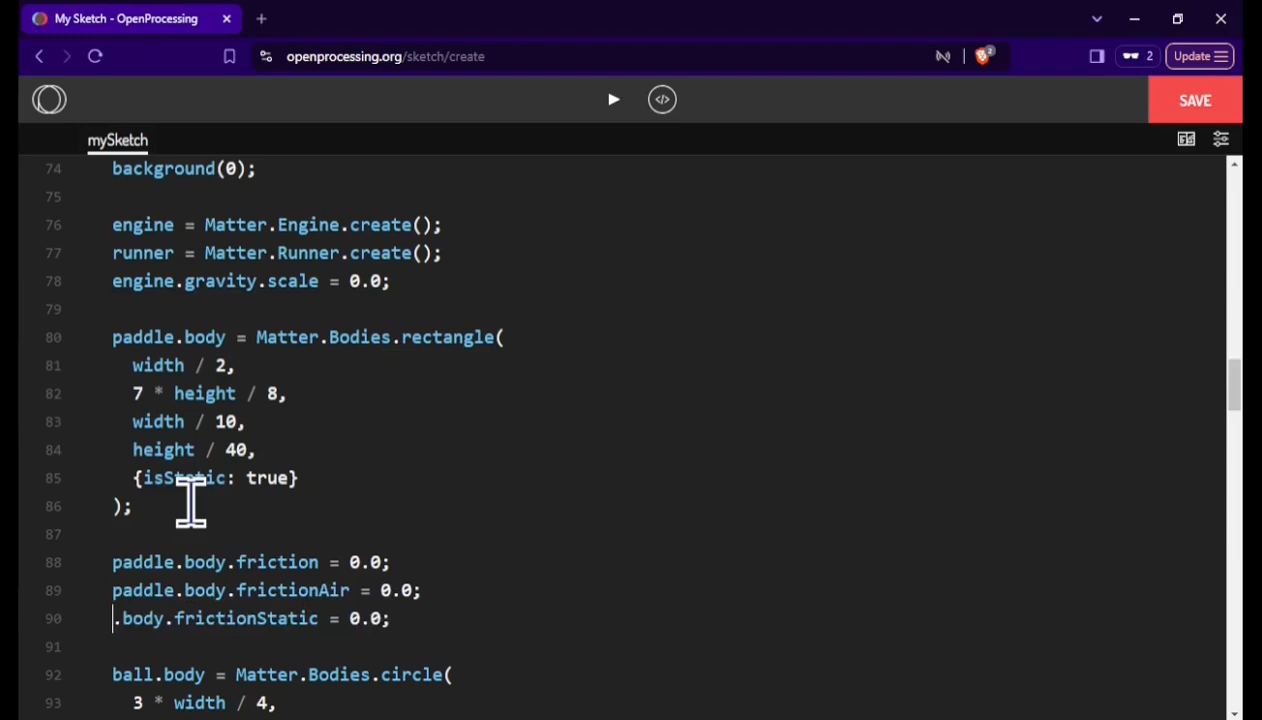 My Sketch - OpenProcessing
openprocessing.org/sketch/create
2
2
Update
</>
SAVE
mySketch
74 background(0);
75
76 engine = Matter.Engine.create();
77 runner = Matter.Runner.create();
78 engine.gravity.scale = 0.0;
79
80 paddle.body = Matter.Bodies.rectangle(
81 width / 2,
82 7 * height / 8,
83 width / 10,
84 height / 40,
85 {isStatic: true}
86 );
87
88 paddle.body.friction = 0.0;
89 paddle.body.frictionAir = 0.0;
90 .body.frictionStatic = 0.0;
91
92 ball.body = Matter.Bodies.circle(
93 3 * width / 4,